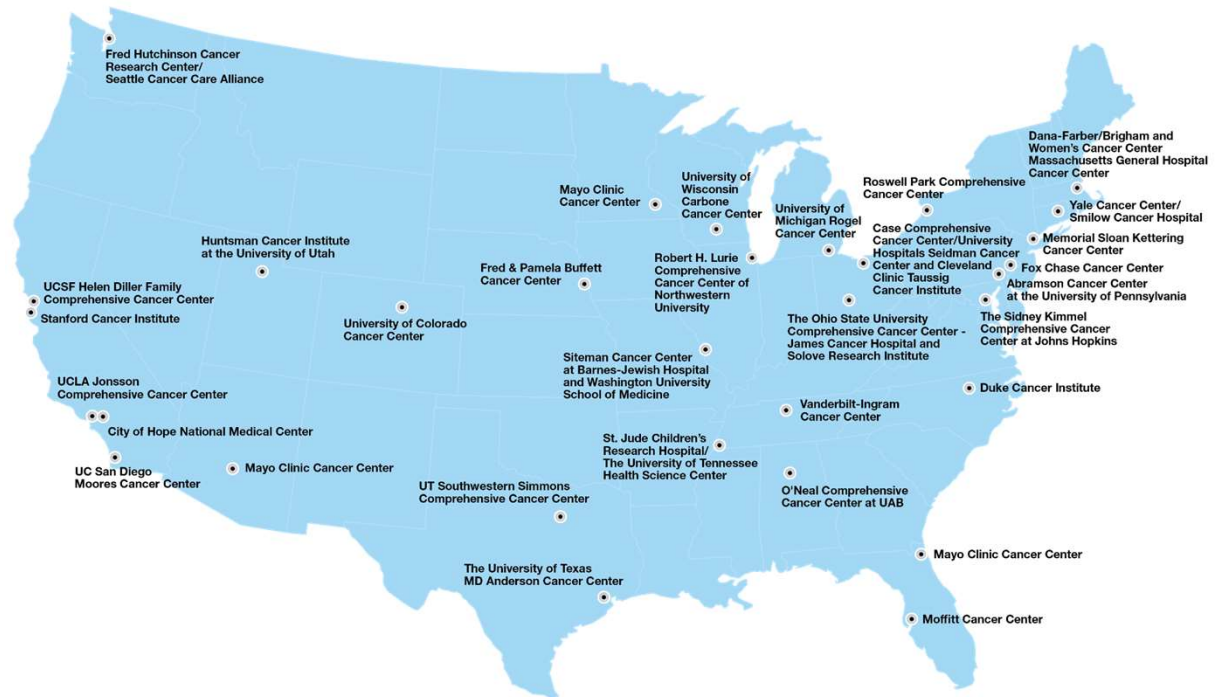 Fred Hutchinson Cancer
Research Center/
Seattle Cancer Care Alliance
Dana-Farber/Brigham and
Women's Cancer Center
Massachusetts General Hospital
Cancer Center
Mayo Clinic
Cancer Center
University of
Wisconsin
Carbone
Cancer Center
University of
Michigan Rogel
Cancer Center
Roswell Park Comprehensive
Cancer Center
Yale Cancer Center/
Smilow Cancer Hospital
Case Comprehensive
Cancer Center/University
Hospitals Seidman Cancer
Center and Cleveland
Clinic Taussig
Cancer Institute
Memorial Sloan Kettering
Cancer Center
Huntsman Cancer Institute
at the University of Utah
Fred & Pamela Buffett
Cancer Center
Robert H. Lurie
Comprehensive
Cancer Center of
Northwestern
University
Fox Chase Cancer Center
Abramson Cancer Center
at the University of Pennsylvania
UCSF Helen Diller Family
Comprehensive Cancer Center
Stanford Cancer Institute
University of Colorado
Cancer Center
The Ohio State University
Comprehensive Cancer Center -
James Cancer Hospital and
Solove Research Institute
The Sidney Kimmel
Comprehensive Cancer
Center at Johns Hopkins
Siteman Cancer Center
at Barnes-Jewish Hospital
and Washington University
School of Medicine
UCLA Jonsson
Comprehensive Cancer Center
Duke Cancer Institute
Vanderbilt-Ingram
Cancer Center
City of Hope National Medical Center
St. Jude Children's
Research Hospital/
The University of Tennessee
Health Science Center
UC San Diego
Moores Cancer Center
Mayo Clinic Cancer Center
UT Southwestern Simmons
Comprehensive Cancer Center
O'Neal Comprehensive
Cancer Center at UAB
Mayo Clinic Cancer Center
The University of Texas
MD Anderson Cancer Center
Moffitt Cancer Center